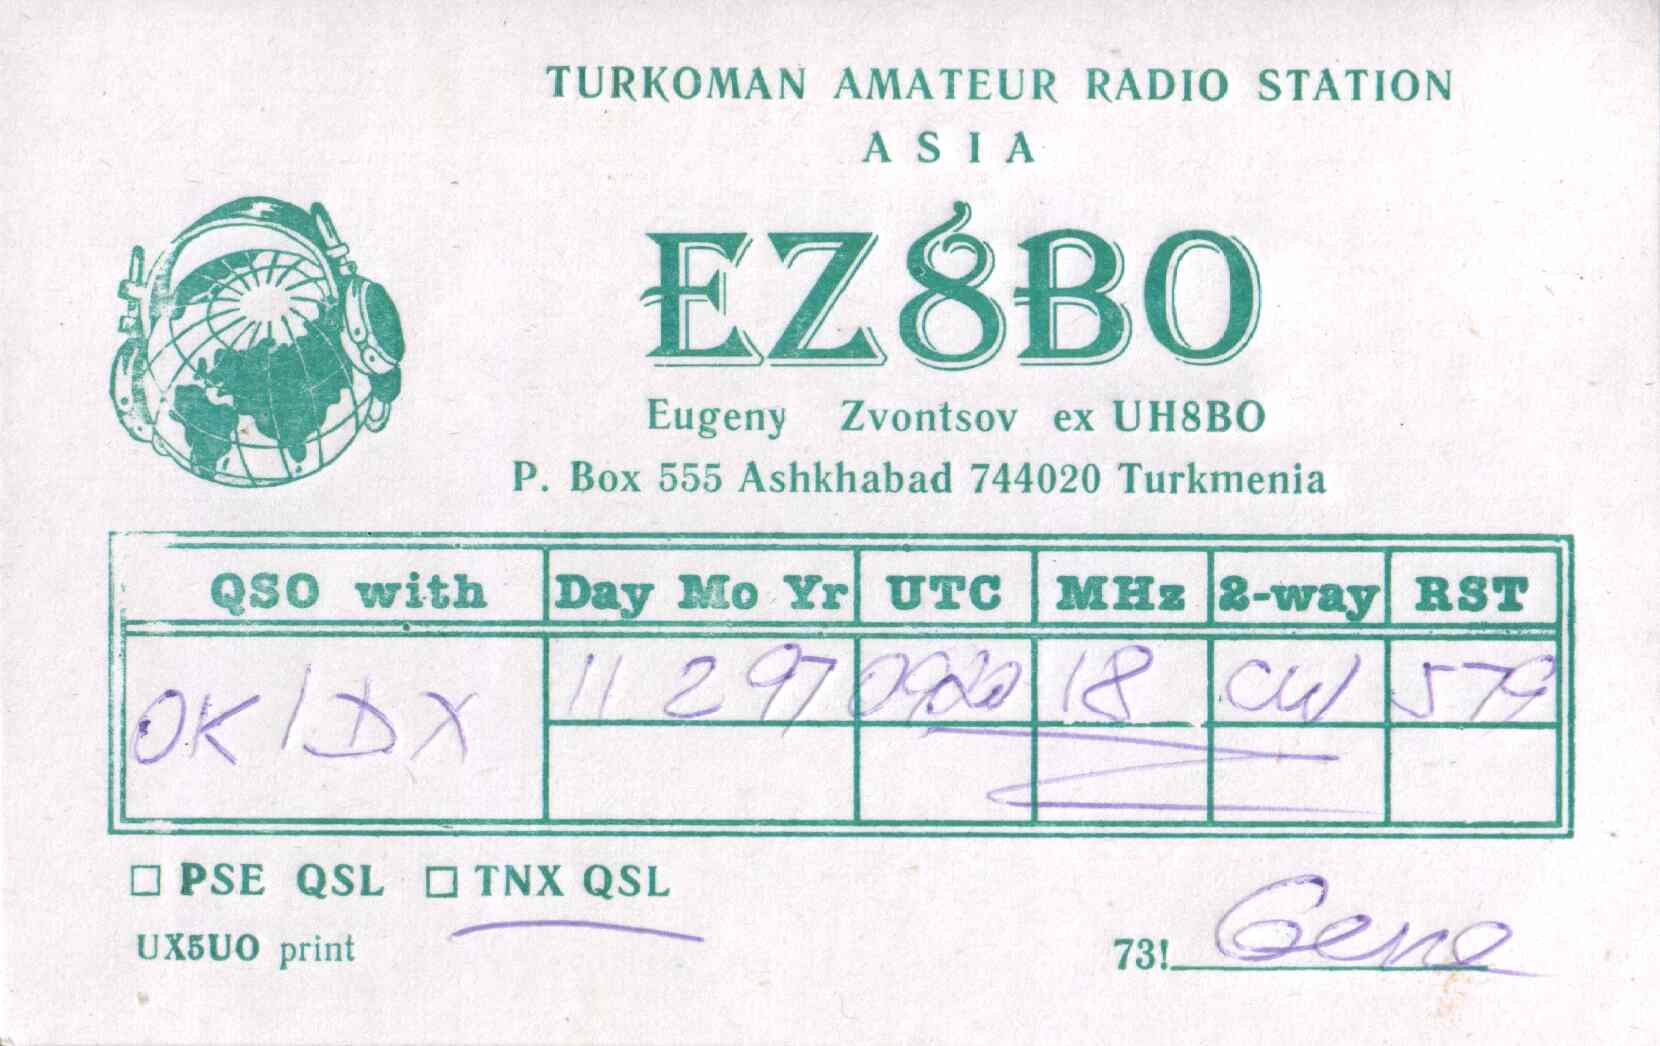 TURKOMAN AMATEUR RADIO STATION
ASIA
EZ8BO
Eugeny Zvontsov ex UH8BO
P. Box 555 Ashkhabad 744020 Turkmenia
QSO with Day Mo Yr UTC MHz 2-way RST
OK1DX 11 2 97 0920 18 CW 579
PSE QSL TNX QSL
UX5UO print
73! Gene